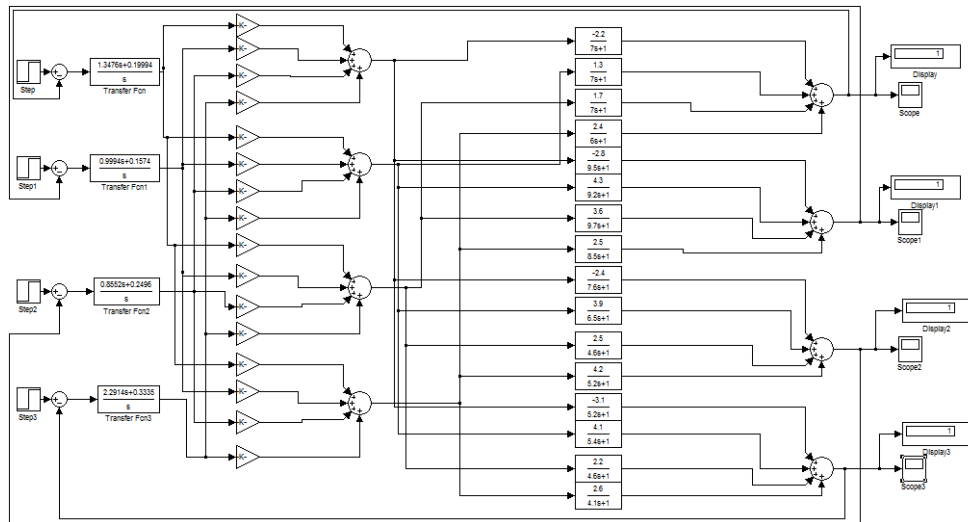 K-
-2.2
7s+1
1
Display
K-
1.3476s+0.19994
s
Step
Transfer Fcn
1.3
7s+1
K-
1.7
7s+1
Scope
K-
2.4
6s+1
K-
-2.8
9.5s+1
0.9994s+0.1574
s
Step1
Transfer Fcn1
K-
4.3
9.2s+1
1
Display1
K-
3.6
9.7s+1
Scope1
K-
2.5
8.5s+1
K-
-2.4
7.6s+1
K-
0.8552s+0.2496
s
Step2
Transfer Fcn2
K-
3.9
6.5s+1
1
Display2
K-
2.5
4.6s+1
Scope2
K-
4.2
5.2s+1
K-
-3.1
5.2s+1
2.2914s+0.3335
s
Step3
Transfer Fcn3
K-
4.1
5.4s+1
1
Display3
K-
2.2
4.6s+1
Scope3
2.6
4.1s+1